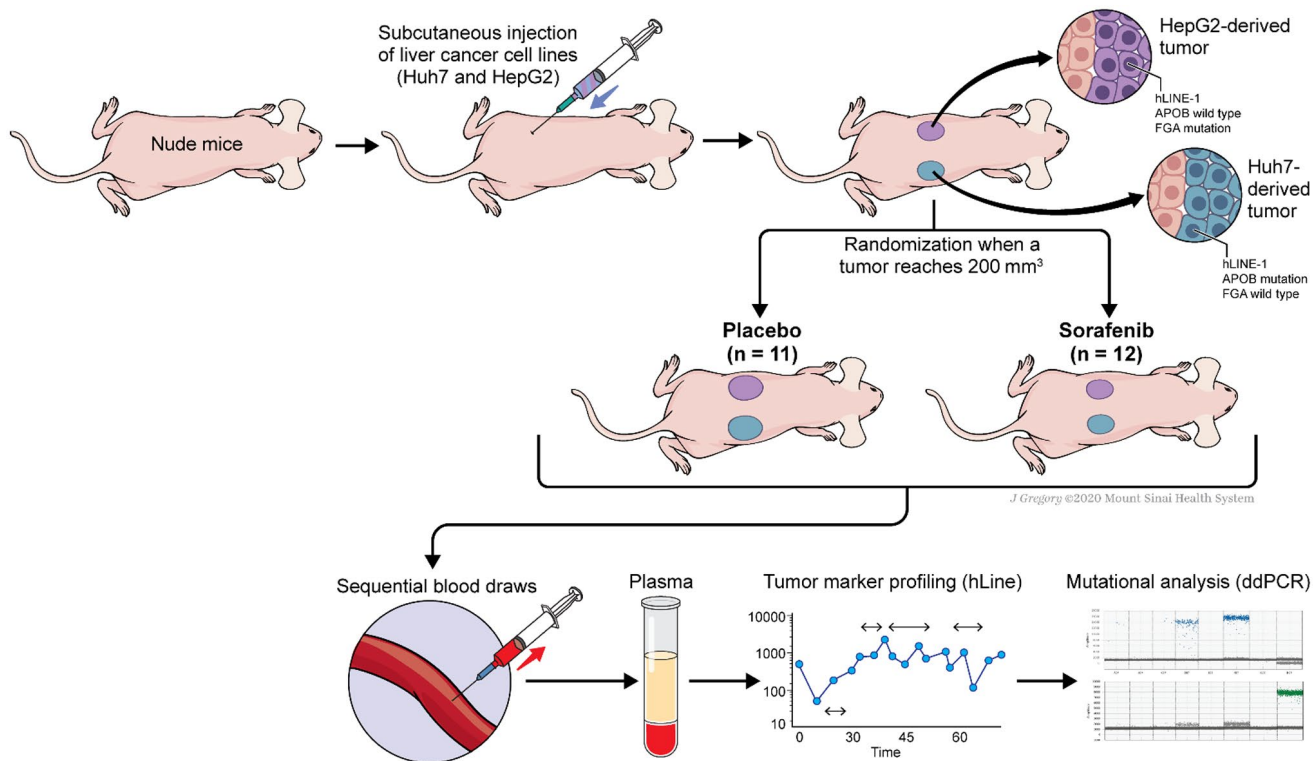 Subcutaneous injection
of liver cancer cell lines
(Huh7 and HepG2)
HepG2-derived
tumor
hLINE-1
APOB wild type
FGA mutation
Nude mice
Huh7-
derived
tumor
hLINE-1
APOB mutation
FGA wild type
Randomization when a
tumor reaches 200 mm³
Placebo
(n = 11)
Sorafenib
(n = 12)
J Gregory ©2020 Mount Sinai Health System
Sequential blood draws
Plasma
Tumor marker profiling (hLine)
Mutational analysis (ddPCR)
10000
1000
100
10
0 30 45 60
Time